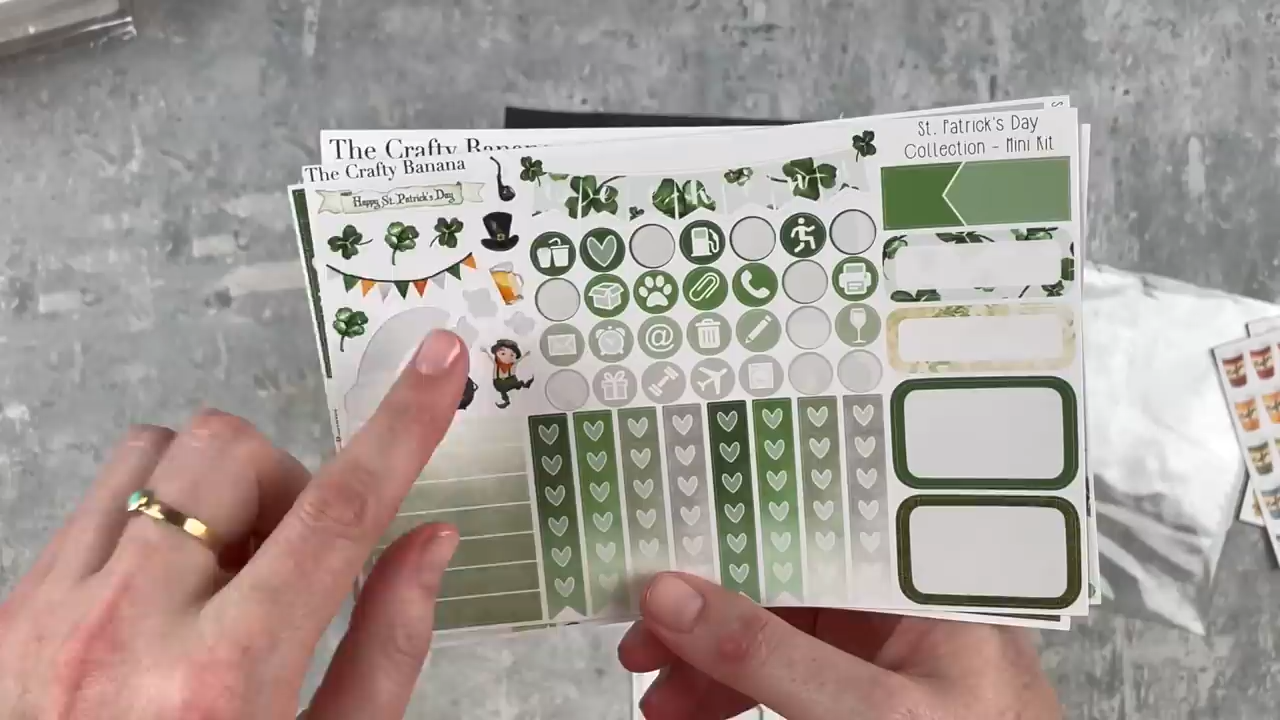 The Crafty Banana
The Crafty Banana
Happy St. Patrick's Day
St. Patrick's Day
Collection - Mini Kit
@